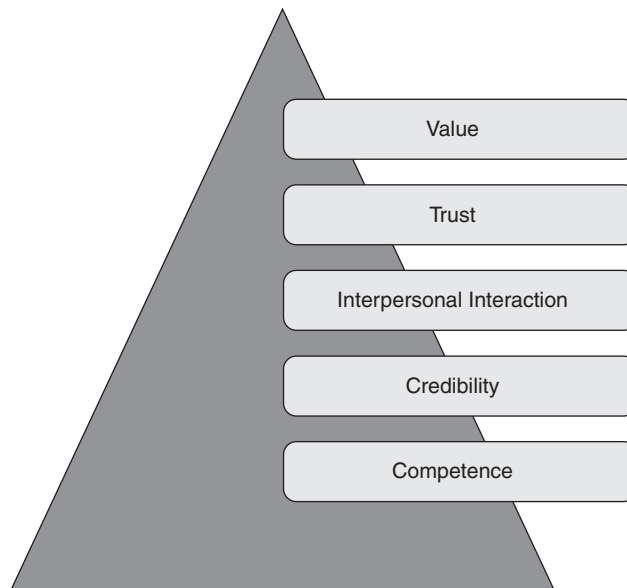 Value
Trust
Interpersonal Interaction
Credibility
Competence